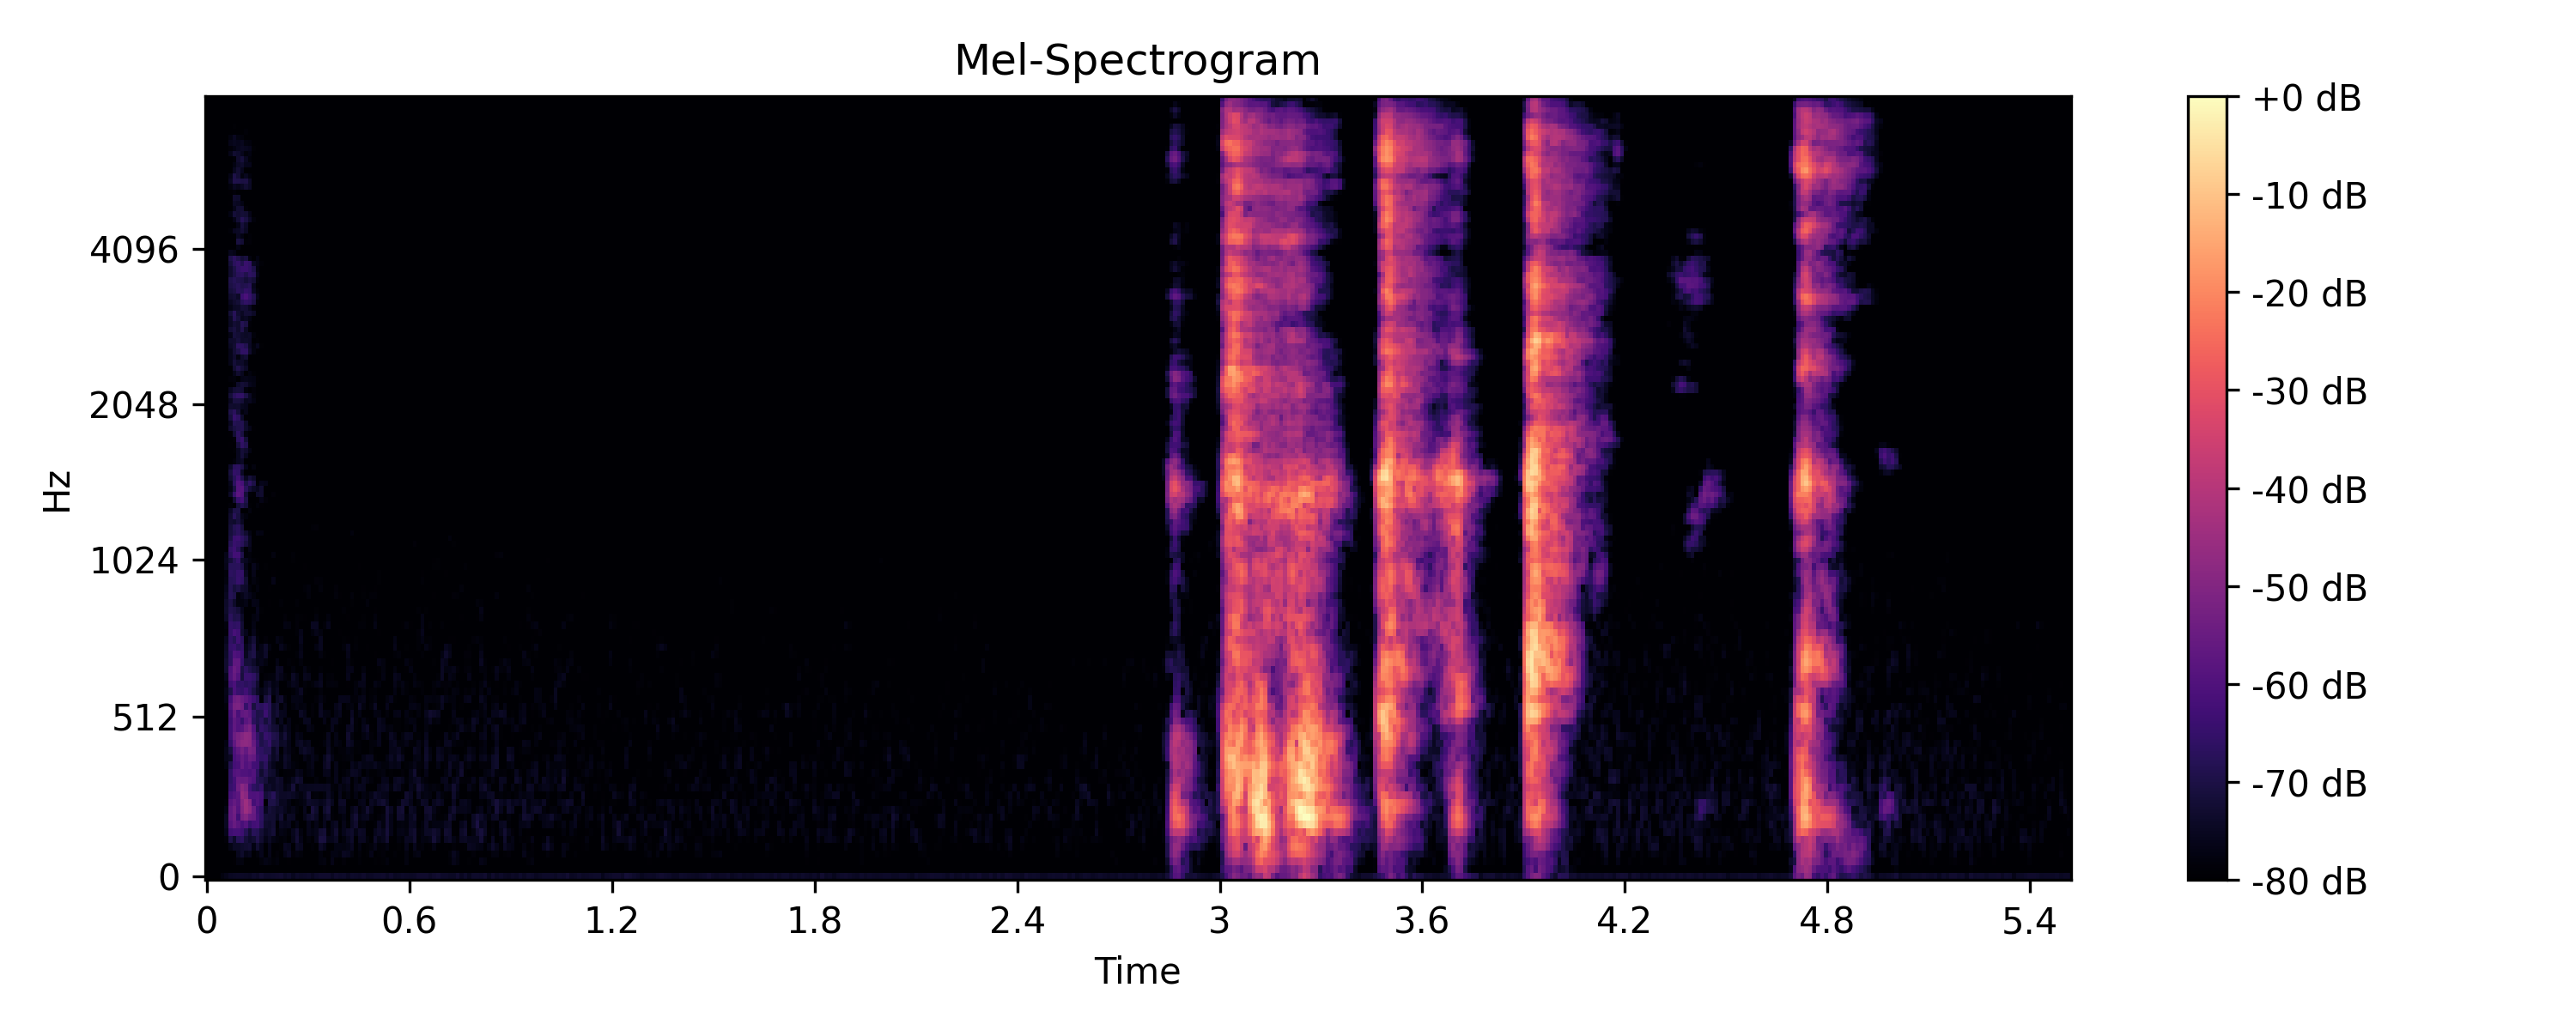 Mel-Spectrogram
+0 dB
-10 dB
4096
-20 dB
2048
-30 dB
Hz
-40 dB
1024
-50 dB
512
-60 dB
-70 dB
0
-80 dB
0 0.6 1.2 1.8 2.4 3 3.6 4.2 4.8 5.4
Time